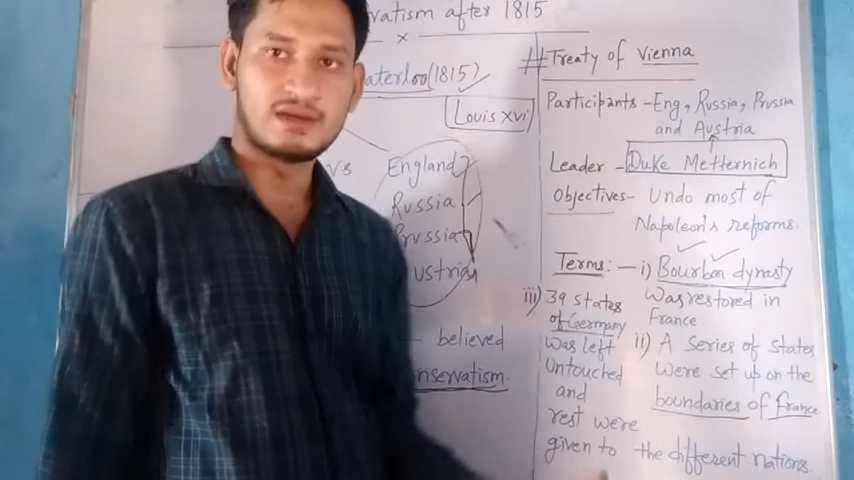 vatism after 1815
x
aterloo (1815)
Louis xvi
vs
England
Russia
Prussia
ustria
believed
nservatism.
# Treaty of Vienna
Participants - Eng, Russia, Prussia
and Austria
Leader - Duke Metternich
Objectives - Undo most of
Napoleon's reforms.
Terms: - i) Bourbon dynasty
was restored in
France.
ii) A series of states
were set up on the
boundaries of France
iii) 39 states
of Germany
was left
Untouched
and
rest were
given to the different nations.